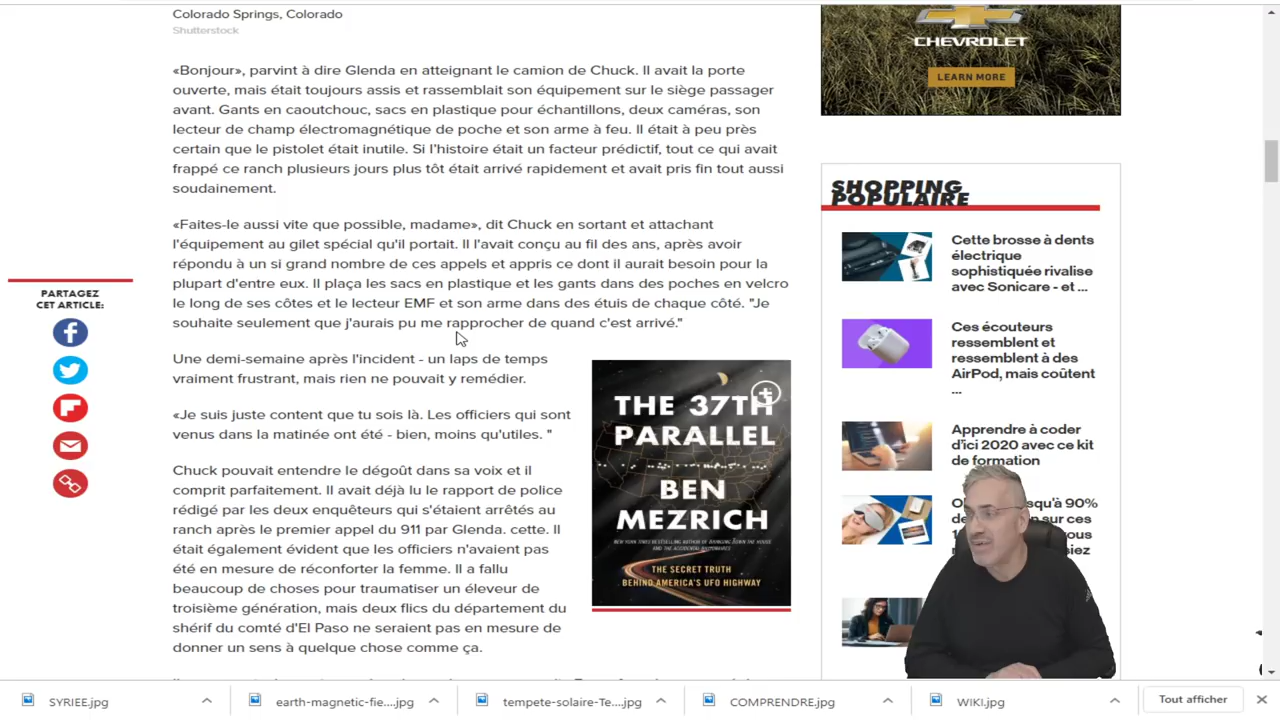 Colorado Springs, Colorado
Shutterstock
«Bonjour», parvint à dire Glenda en atteignant le camion de Chuck. Il avait la porte
ouverte, mais était toujours assis et rassemblait son équipement sur le siège passager
avant. Gants en caoutchouc, sacs en plastique pour échantillons, deux caméras, son
lecteur de champ électromagnétique de poche et son arme à feu. Il était à peu près
certain que le pistolet était inutile. Si l'histoire était un facteur prédictif, tout ce qui avait
frappé ce ranch plusieurs jours plus tôt était arrivé rapidement et avait pris fin tout aussi
soudainement.
«Faites-le aussi vite que possible, madame», dit Chuck en sortant et attachant
l'équipement au gilet spécial qu'il portait. Il l'avait conçu au fil des ans, après avoir
répondu à un si grand nombre de ces appels et appris ce dont il aurait besoin pour la
plupart d'entre eux. Il plaça les sacs en plastique et les gants dans des poches en velcro
le long de ses côtes et le lecteur EMF et son arme dans des étuis de chaque côté. "Je
souhaite seulement que j'aurais pu me rapprocher de quand c'est arrivé."
Une demi-semaine après l'incident - un laps de temps
vraiment frustrant, mais rien ne pouvait y remédier.
«Je suis juste content que tu sois là. Les officiers qui sont
venus dans la matinée ont été - bien, moins qu'utiles. "
Chuck pouvait entendre le dégoût dans sa voix et il
comprit parfaitement. Il avait déjà lu le rapport de police
rédigé par les deux enquêteurs qui s'étaient arrêtés au
ranch après le premier appel du 911 par Glenda. cette. Il
était également évident que les officiers n'avaient pas
été en mesure de réconforter la femme. Il a fallu
beaucoup de choses pour traumatiser un éleveur de
troisième génération, mais deux flics du département du
shérif du comté d'El Paso ne seraient pas en mesure de
donner un sens à quelque chose comme ça.
PARTAGEZ
CET ARTICLE:
THE 37TH
PARALLEL
BEN
MEZRICH
THE SECRET TRUTH
BEHIND AMERICA'S UFO HIGHWAY
CHEVROLET
LEARN MORE
SHOPPING
POPULAIRE
Cette brosse à dents
électrique
sophistiquée rivalise
avec Sonicare - et ...
Ces écouteurs
ressemblent et
ressemblent à des
AirPod, mais coûtent
...
Apprendre à coder
d'ici 2020 avec ce kit
de formation
squ'à 90%
sur ces
SYRIEE.jpg
earth-magnetic-fie....jpg
tempete-solaire-Te....jpg
COMPRENDRE.jpg
WIKI.jpg
Tout afficher